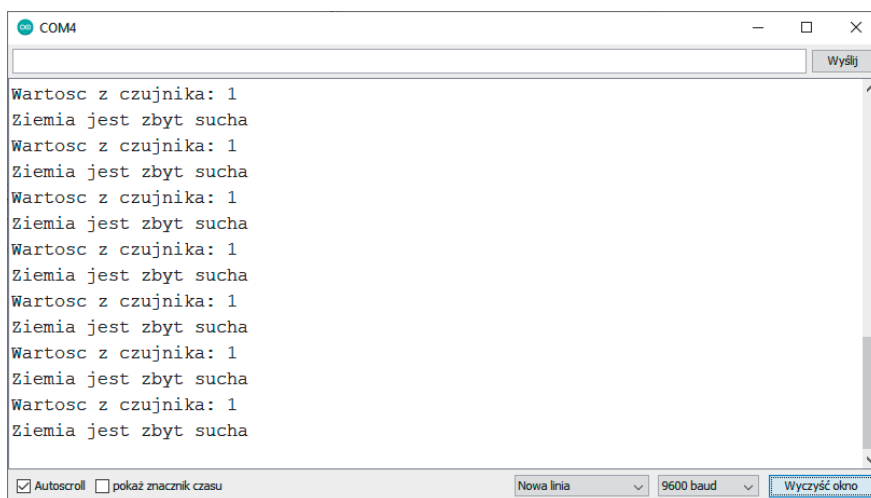 COM4
Wyślij
Wartosc z czujnika: 1
Ziemia jest zbyt sucha
Wartosc z czujnika: 1
Ziemia jest zbyt sucha
Wartosc z czujnika: 1
Ziemia jest zbyt sucha
Wartosc z czujnika: 1
Ziemia jest zbyt sucha
Wartosc z czujnika: 1
Ziemia jest zbyt sucha
Wartosc z czujnika: 1
Ziemia jest zbyt sucha
Wartosc z czujnika: 1
Ziemia jest zbyt sucha
Autoscroll pokaż znacznik czasu Nowa linia 9600 baud Wyczyść okno